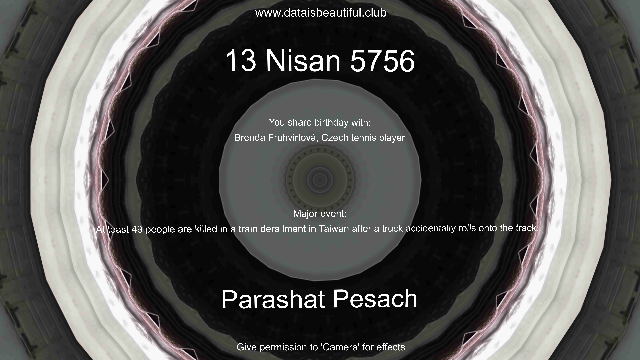 www.dataisbeautiful.club
13 Nisan 5756
You share birthday with:
Brenda Fruhvirtová, Czech tennis player
Major event:
At least 49 people are killed in a train derailment in Taiwan after a truck accidentally rolls onto the track.
Parashat Pesach
Give permission to 'Camera' for effects